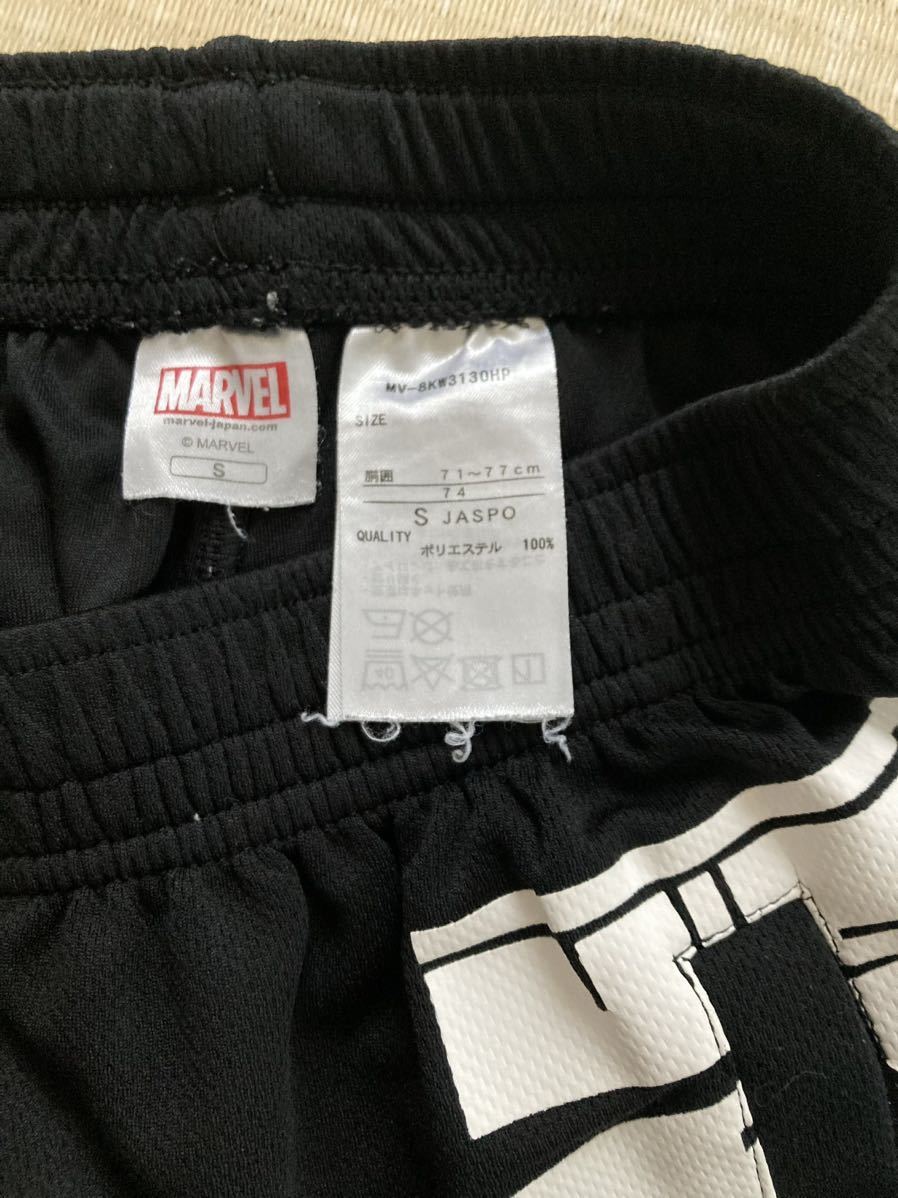 MARVEL
marvel-japan.com
© MARVEL
S
MV-8KW3130HP
SIZE
胴囲 71~77cm
74
S JASPO
QUALITY
ポリエステル 100%
40